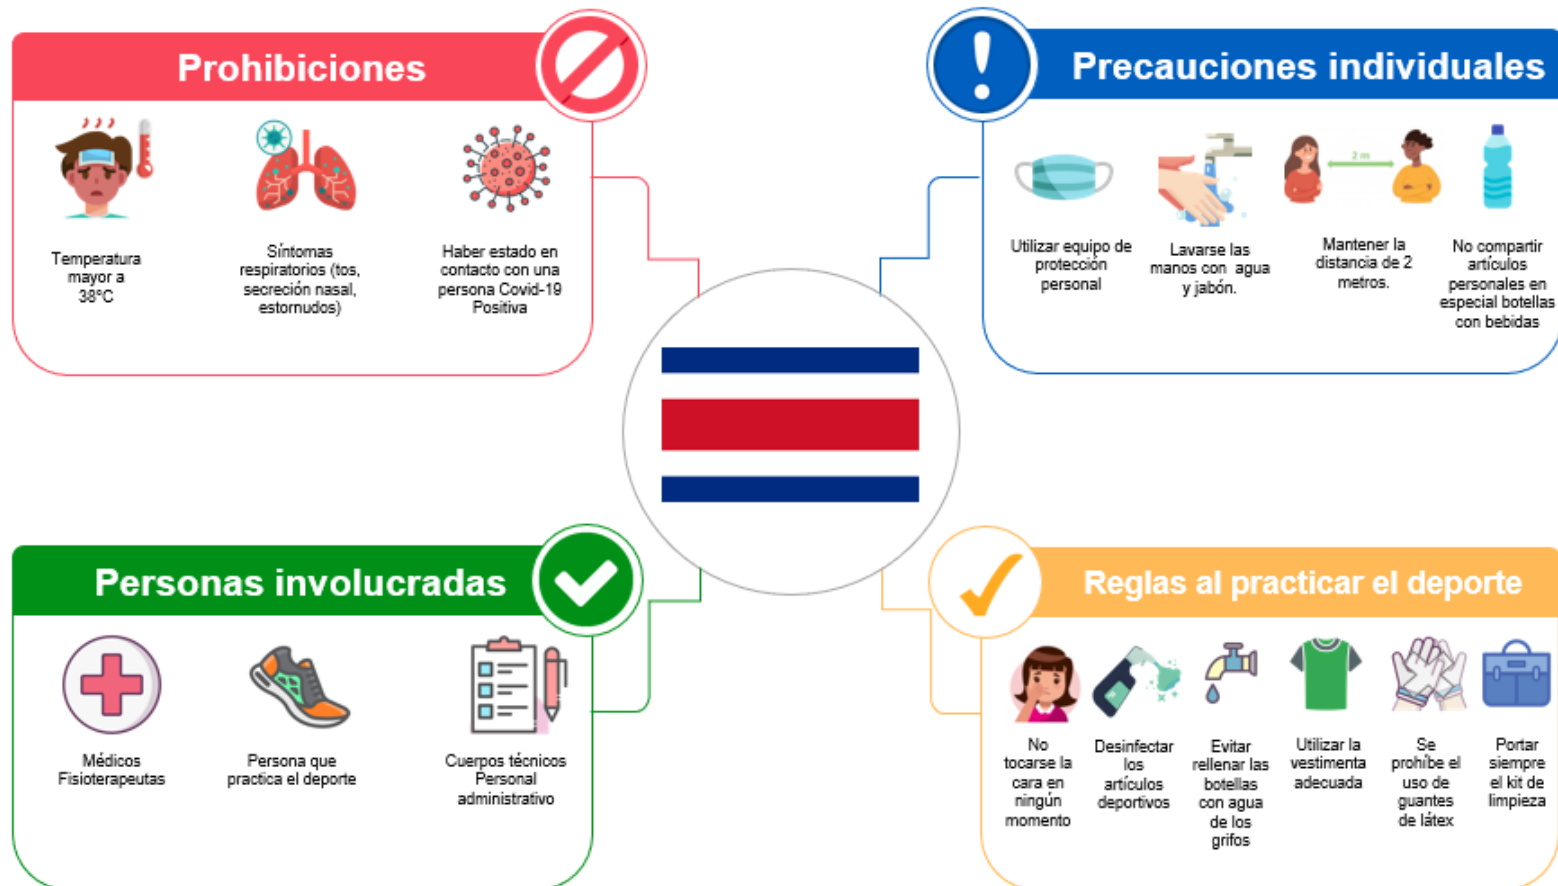 Prohibiciones
Temperatura
mayor a
38°C
Síntomas
respiratorios (tos,
secreción nasal,
estornudos)
Haber estado en
contacto con una
persona Covid-19
Positiva
Precauciones individuales
Utilizar equipo de
protección
personal
Lavarse las
manos con agua
y jabón.
2 m
Mantener la
distancia de 2
metros.
No compartir
artículos
personales en
especial botellas
con bebidas
Personas involucradas
Médicos
Fisioterapeutas
Persona que
practica el deporte
Cuerpos técnicos
Personal
administrativo
Reglas al practicar el deporte
No
tocarse la
cara en
ningún
momento
Desinfectar
los
artículos
deportivos
Evitar
rellenar las
botellas
con agua
de los
grifos
Utilizar la
vestimenta
adecuada
Se
prohíbe el
uso de
guantes
de látex
Portar
siempre
el kit de
limpieza